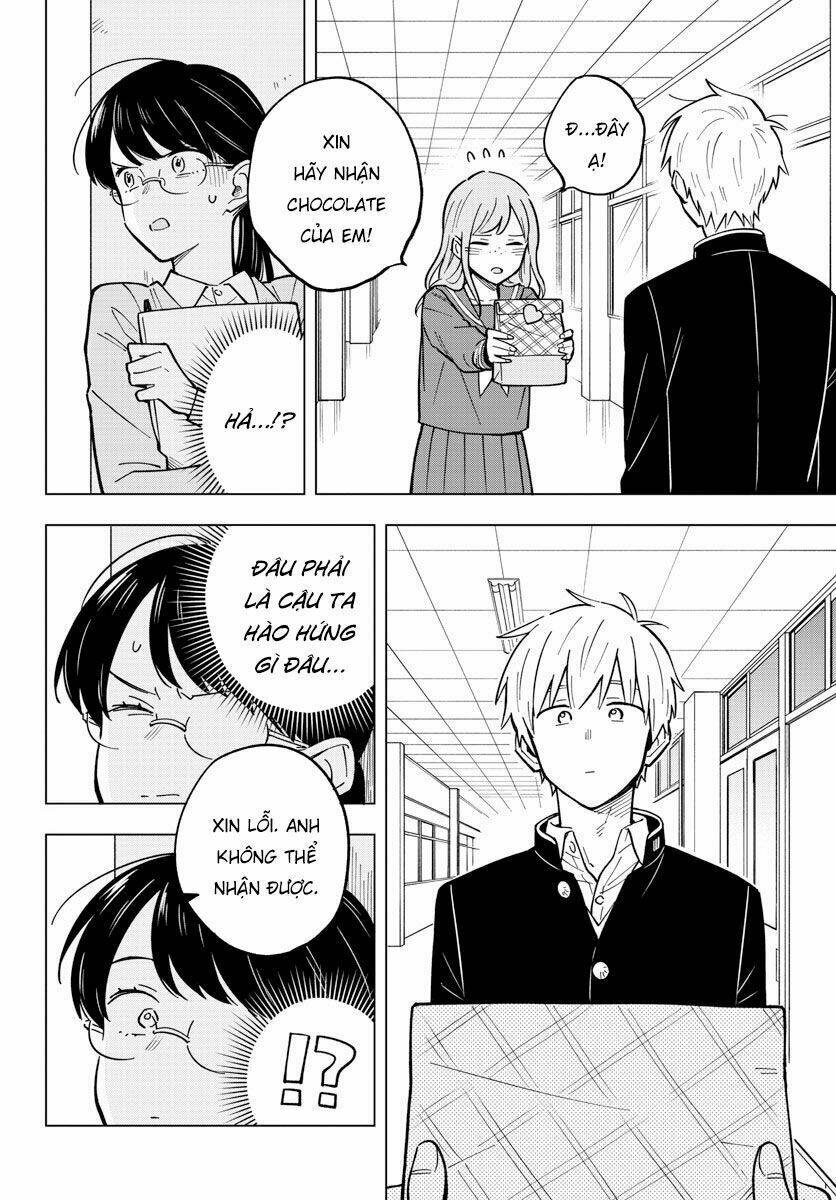 Đ...ĐÂY
Ạ!
XIN
HÃY NHẬN
CHOCOLATE
CỦA EM!
HẢ...!?
ĐÂU PHẢI
LÀ CẬU TA
HÀO HỨNG
GÌ ĐÂU...
XIN LỖI. ANH
KHÔNG THỂ
NHẬN ĐƯỢC.
!?